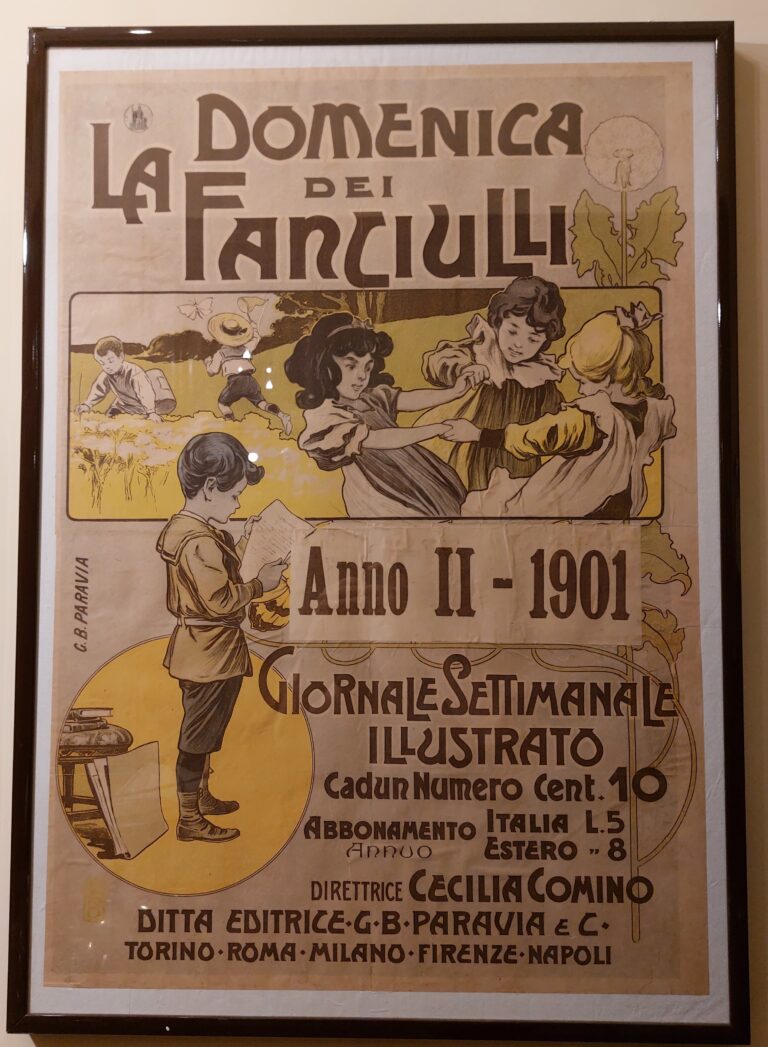 DOMENICA
LA
DEI
FANCIULLI
G.B. PARAVIA
Anno II - 1901
GIORNALE SETTIMANALE
ILLUSTRATO
Cadun Numero Cent. 10
ABBONAMENTO ITALIA L. 5
ANNUO ESTERO " 8
DIRETTRICE CECILIA COMINO
DITTA EDITRICE·G·B·PARAVIA E C·
TORINO·ROMA·MILANO·FIRENZE·NAPOLI